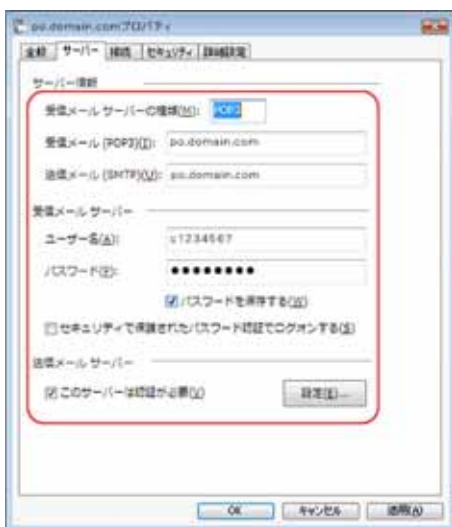 po.domain.comプロパティ
全般 サーバー 接続 セキュリティ 詳細設定
サーバー情報
受信メール サーバーの種類(M): POP3
受信メール (POP3)(I): po.domain.com
送信メール (SMTP)(U): po.domain.com
受信メール サーバー
ユーザー名(A): s1234567
パスワード(P): ●●●●●●●●
パスワードを保存する(W)
セキュリティで保護されたパスワード認証でログオンする(S)
送信メール サーバー
このサーバーは認証が必要(V) 設定(E)...
OK キャンセル 適用(A)